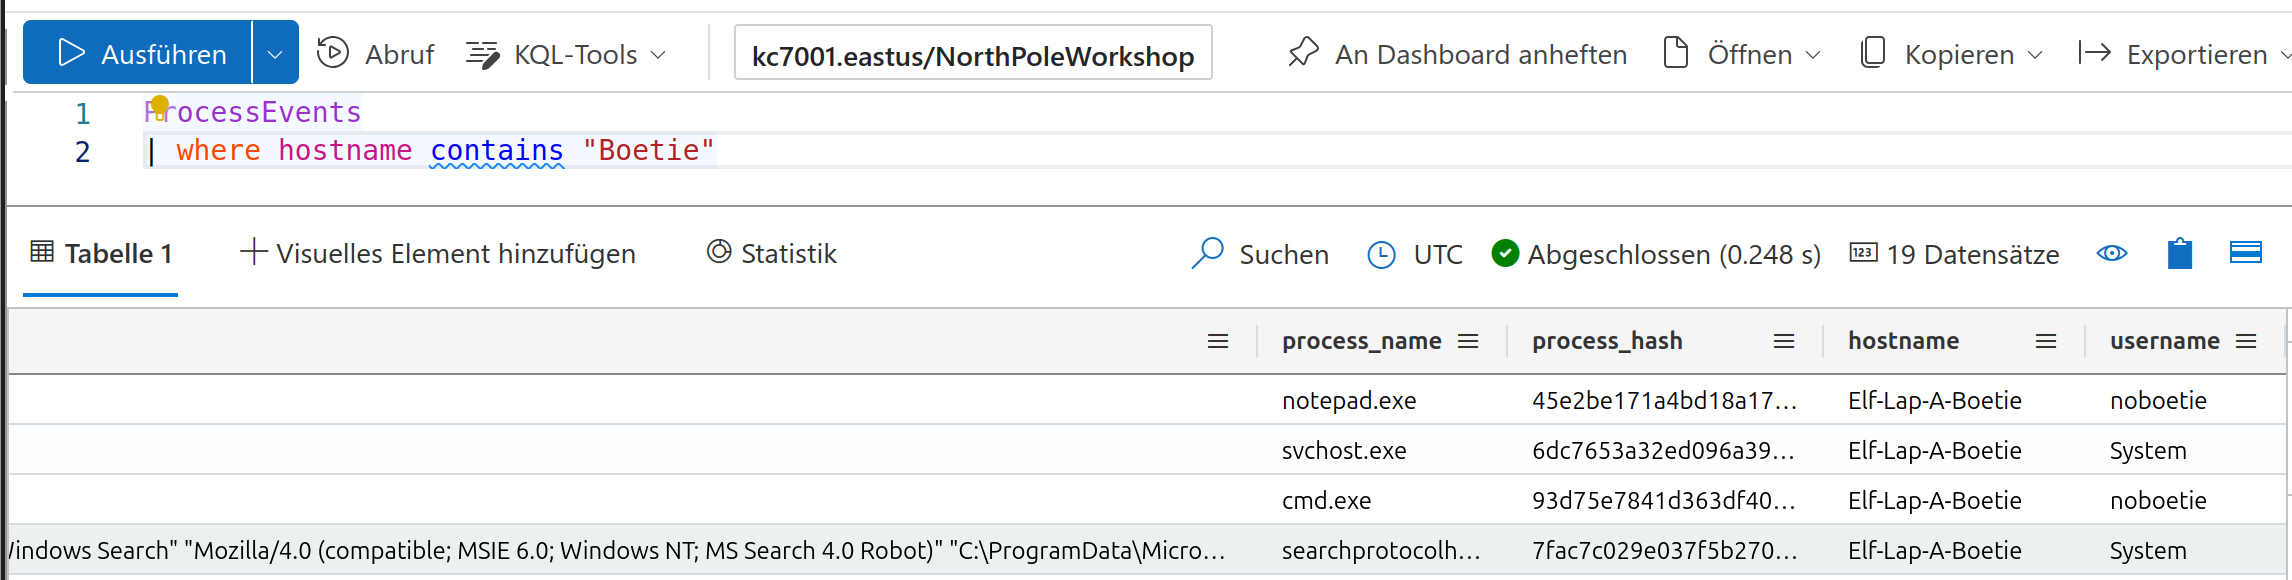 Ausführen Abruf KQL-Tools kc7001.eastus/NorthPoleWorkshop An Dashboard anheften Öffnen Kopieren Exportieren
1 ProcessEvents
2 | where hostname contains "Boetie"
Tabelle 1 Visuelles Element hinzufügen Statistik Suchen UTC Abgeschlossen (0.248 s) 123 19 Datensätze
process_name process_hash hostname username
notepad.exe 45e2be171a4bd18a17... Elf-Lap-A-Boetie noboetie
svchost.exe 6dc7653a32ed096a39... Elf-Lap-A-Boetie System
cmd.exe 93d75e7841d363df40... Elf-Lap-A-Boetie noboetie
Windows Search" "Mozilla/4.0 (compatible; MSIE 6.0; Windows NT; MS Search 4.0 Robot)" "C:\ProgramData\Micro... searchprotocolh... 7fac7c029e037f5b270... Elf-Lap-A-Boetie System